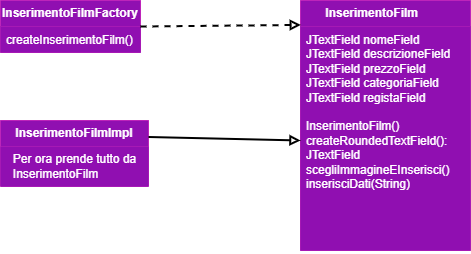 InserimentoFilmFactory
createInserimentoFilm()
InserimentoFilm
JTextField nomeField
JTextField descrizioneField
JTextField prezzoField
JTextField categoriaField
JTextField registaField
InserimentoFilm()
createRoundedTextField():
JTextField
scegliImmagineEInserisci()
inserisciDati(String)
InserimentoFilmImpl
Per ora prende tutto da
InserimentoFilm